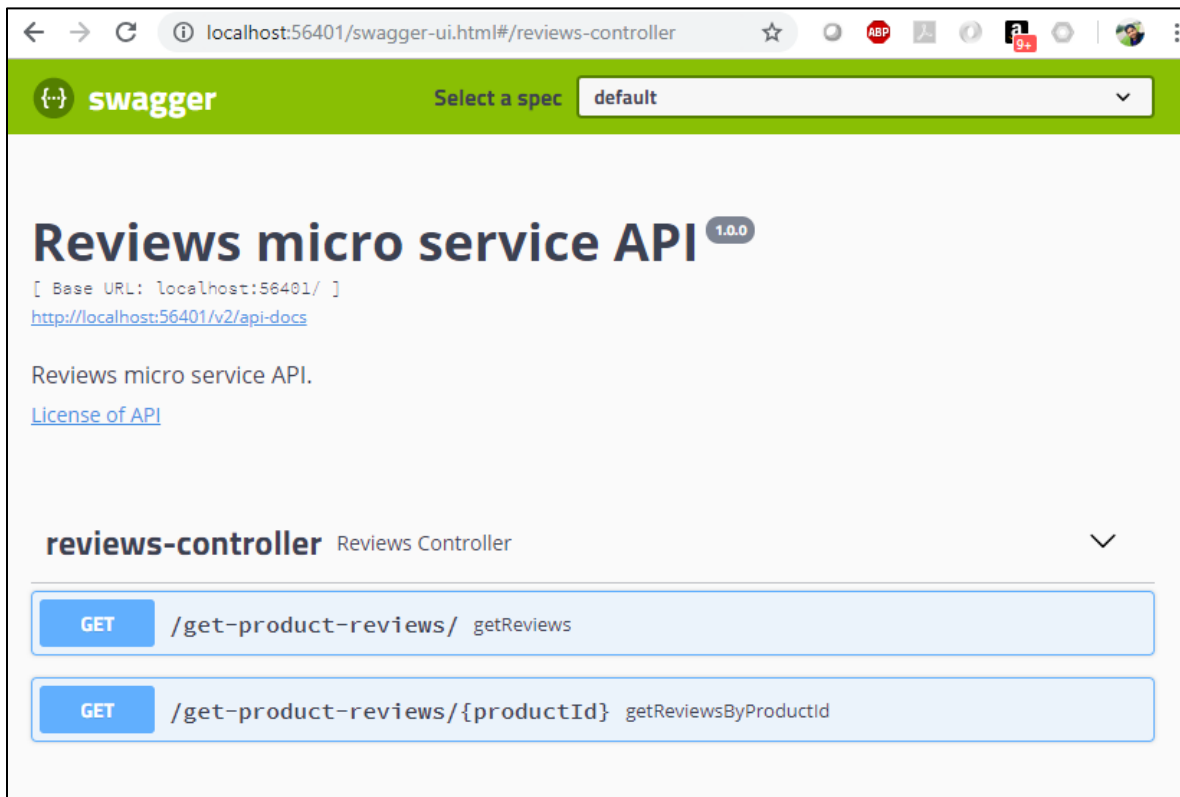 localhost:56401/swagger-ui.html#/reviews-controller
ABP
a
9+
{···} swagger
Select a spec
default
Reviews micro service API 1.0.0
[ Base URL: localhost:56401/ ]
http://localhost:56401/v2/api-docs
Reviews micro service API.
License of API
reviews-controller Reviews Controller
GET /get-product-reviews/ getReviews
GET /get-product-reviews/{productId} getReviewsByProductId